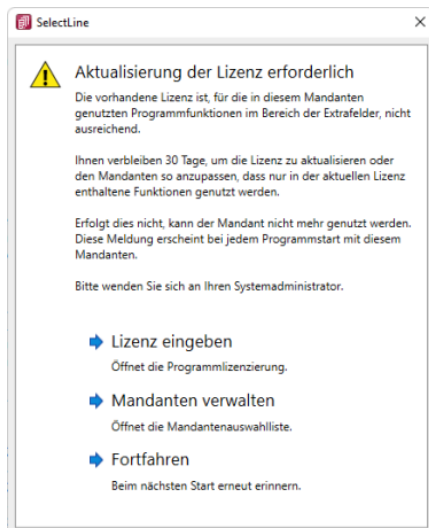 SelectLine
Aktualisierung der Lizenz erforderlich
Die vorhandene Lizenz ist, für die in diesem Mandanten
genutzten Programmfunktionen im Bereich der Extrafelder, nicht
ausreichend.
Ihnen verbleiben 30 Tage, um die Lizenz zu aktualisieren oder
den Mandanten so anzupassen, dass nur in der aktuellen Lizenz
enthaltene Funktionen genutzt werden.
Erfolgt dies nicht, kann der Mandant nicht mehr genutzt werden.
Diese Meldung erscheint bei jedem Programmstart mit diesem
Mandanten.
Bitte wenden Sie sich an Ihren Systemadministrator.
Lizenz eingeben
Öffnet die Programmlizenzierung.
Mandanten verwalten
Öffnet die Mandantenauswahlliste.
Fortfahren
Beim nächsten Start erneut erinnern.